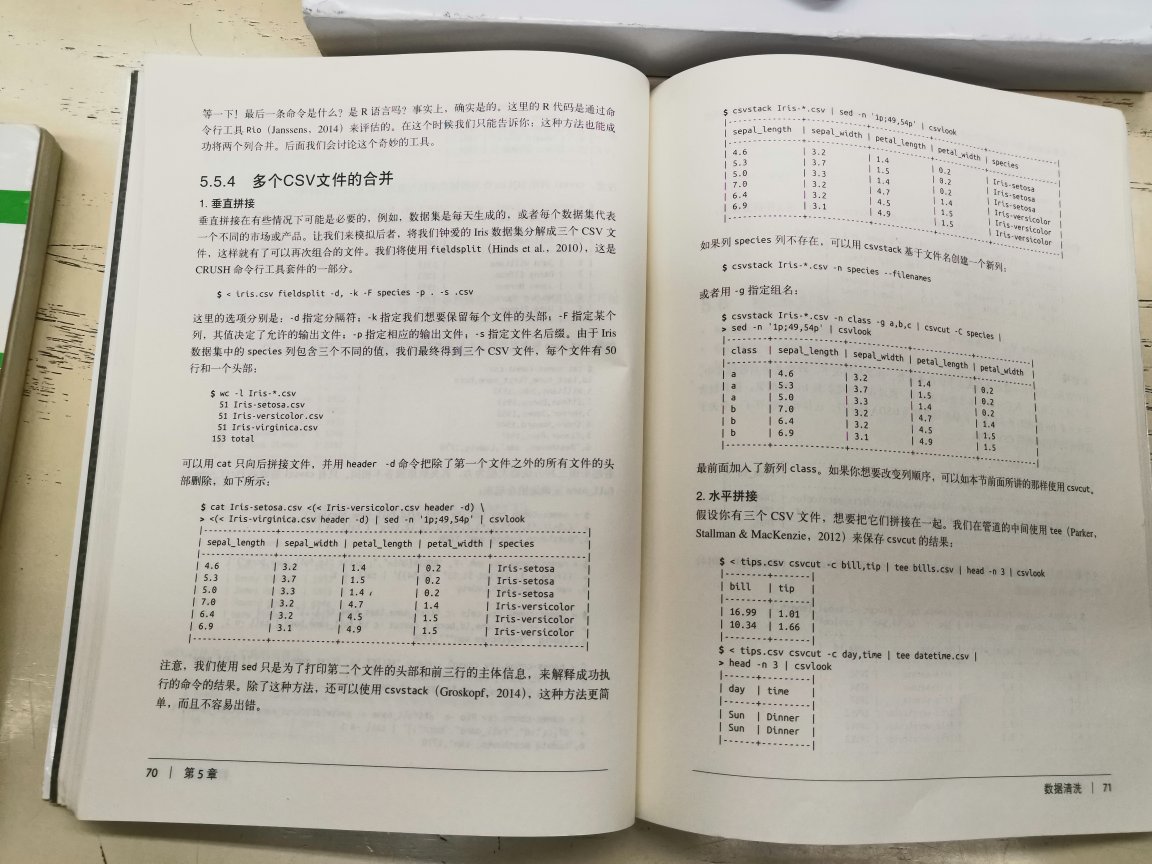 等一下！最后一条命令是什么？是 R 语言吗？事实上，确实是的。这里的 R 代码是通过命
令行工具 Rio（Janssens，2014）来评估的。在这个时候我们只能告诉你：这种方法也能成
功将两个列合并。后面我们会讨论这个奇妙的工具。
5.5.4 多个CSV文件的合并
1. 垂直拼接
垂直拼接在有些情况下可能是必要的，例如，数据集是每天生成的，或者每个数据集代表
一个不同的市场或产品。让我们来模拟后者，将我们钟爱的 Iris 数据集分解成三个 CSV 文
件，这样就有了可以再次组合的文件。我们将使用 fieldsplit（Hinds et al.，2010），这是
CRUSH 命令行工具套件的一部分。
$ < iris.csv fieldsplit -d, -k -F species -p . -s .csv
这里的选项分别是：-d 指定分隔符，-k 指示我们想要保留每个文件的头部，-F 指定某个
列，其值决定了允许的输出文件；-p 指定相应的输出文件；-s 指定文件名后缀。由于 Iris
数据集中的 species 列包含三个不同的值，我们最终得到三个 CSV 文件，每个文件有 50
行和一个头部：
$ wc -l Iris-*.csv
51 Iris-setosa.csv
51 Iris-versicolor.csv
51 Iris-virginica.csv
153 total
可以用 cat 只向后拼接文件，并用 header -d 命令把除了第一个文件之外的所有文件的头
部删除，如下所示：
$ cat Iris-setosa.csv <(< Iris-versicolor.csv header -d) \
> <(< Iris-virginica.csv header -d) | sed -n '1p;49,54p' | csvlook
|---------------+-------------+--------------+-------------+------------------|
| sepal_length | sepal_width | petal_length | petal_width | species |
|---------------+-------------+--------------+-------------+------------------|
| 4.6 | 3.2 | 1.4 | 0.2 | Iris-setosa |
| 5.3 | 3.7 | 1.5 | 0.2 | Iris-setosa |
| 5.0 | 3.3 | 1.4 | 0.2 | Iris-setosa |
| 7.0 | 3.2 | 4.7 | 1.4 | Iris-versicolor |
| 6.4 | 3.2 | 4.5 | 1.5 | Iris-versicolor |
| 6.9 | 3.1 | 4.9 | 1.5 | Iris-versicolor |
|---------------+-------------+--------------+-------------+------------------|
注意，我们使用 sed 只是为了打印第二个文件的头部和前三行的主体信息，来解释成功执
行的命令的结果。除了这种方法，还可以使用 csvstack（Groskopf，2014），这种方法更简
单，而且不容易出错。
70 | 第 5 章
$ csvstack Iris-*.csv | sed -n '1p;49,54p' | csvlook
|---------------+-------------+--------------+-------------+------------------|
| sepal_length | sepal_width | petal_length | petal_width | species |
|---------------+-------------+--------------+-------------+------------------|
| 4.6 | 3.2 | 1.4 | 0.2 | Iris-setosa |
| 5.3 | 3.7 | 1.5 | 0.2 | Iris-setosa |
| 5.0 | 3.3 | 1.4 | 0.2 | Iris-setosa |
| 7.0 | 3.2 | 4.7 | 1.4 | Iris-versicolor |
| 6.4 | 3.2 | 4.5 | 1.5 | Iris-versicolor |
| 6.9 | 3.1 | 4.9 | 1.5 | Iris-versicolor |
|---------------+-------------+--------------+-------------+------------------|
如果列 species 列不存在，可以用 csvstack 基于文件名创建一个新列：
$ csvstack Iris-*.csv -n species --filenames
或者用 -g 指定组名：
$ csvstack Iris-*.csv -n class -g a,b,c | csvcut -C species |
> sed -n '1p;49,54p' | csvlook
|--------+--------------+-------------+--------------+--------------|
| class | sepal_length | sepal_width | petal_length | petal_width |
|--------+--------------+-------------+--------------+--------------|
| a | 4.6 | 3.2 | 1.4 | 0.2 |
| a | 5.3 | 3.7 | 1.5 | 0.2 |
| a | 5.0 | 3.3 | 1.4 | 0.2 |
| b | 7.0 | 3.2 | 4.7 | 1.4 |
| b | 6.4 | 3.2 | 4.5 | 1.5 |
| b | 6.9 | 3.1 | 4.9 | 1.5 |
|--------+--------------+-------------+--------------+--------------|
最前面加入了新列 class。如果你想要改变列顺序，可以如本节前面所讲的那样使用 csvcut。
2. 水平拼接
假设你有三个 CSV 文件，想要把它们拼接在一起。我们在管道的中间使用 tee（Parker，
Stallman & MacKenzie，2012）来保存 csvcut 的结果：
$ < tips.csv csvcut -c bill,tip | tee bills.csv | head -n 3 | csvlook
|--------+-------|
| bill | tip |
|--------+-------|
| 16.99 | 1.01 |
| 10.34 | 1.66 |
|--------+-------|
$ < tips.csv csvcut -c day,time | tee datetime.csv |
> head -n 3 | csvlook
|------+---------|
| day | time |
|------+---------|
| Sun | Dinner |
| Sun | Dinner |
|------+---------|
数据清洗 | 71